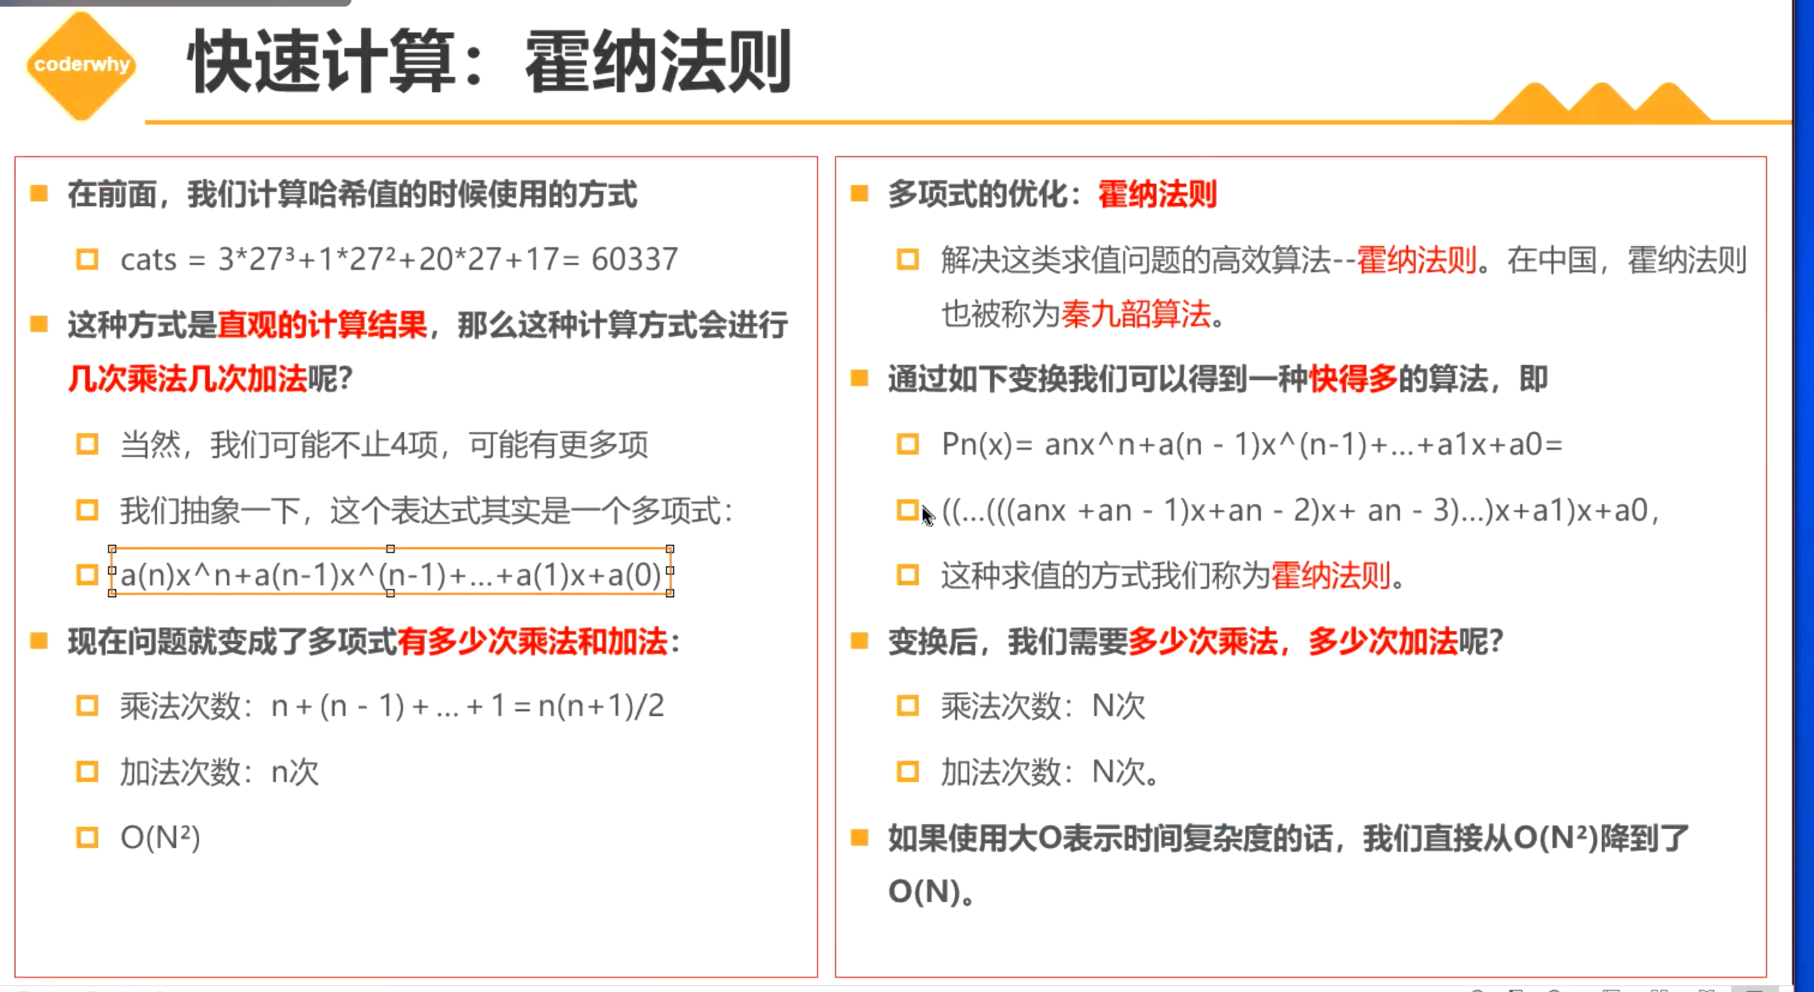 coderwhy
快速计算：霍纳法则
在前面，我们计算哈希值的时候使用的方式
cats = 3*27³+1*27²+20*27+17= 60337
这种方式是直观的计算结果，那么这种计算方式会进行
几次乘法几次加法呢？
当然，我们可能不止4项，可能有更多项
我们抽象一下，这个表达式其实是一个多项式：
a(n)x^n+a(n-1)x^(n-1)+…+a(1)x+a(0)
现在问题就变成了多项式有多少次乘法和加法：
乘法次数：n＋(n－1)＋…＋1＝n(n+1)/2
加法次数：n次
O(N²)
多项式的优化：霍纳法则
解决这类求值问题的高效算法--霍纳法则。在中国，霍纳法则
也被称为秦九韶算法。
通过如下变换我们可以得到一种快得多的算法，即
Pn(x)= anx^n+a(n－1)x^(n-1)+…+a1x+a0=
((…(((anx +an－1)x+an－2)x+ an－3)…)x+a1)x+a0,
这种求值的方式我们称为霍纳法则。
变换后，我们需要多少次乘法，多少次加法呢？
乘法次数：N次
加法次数：N次。
如果使用大O表示时间复杂度的话，我们直接从O(N²)降到了
O(N)。